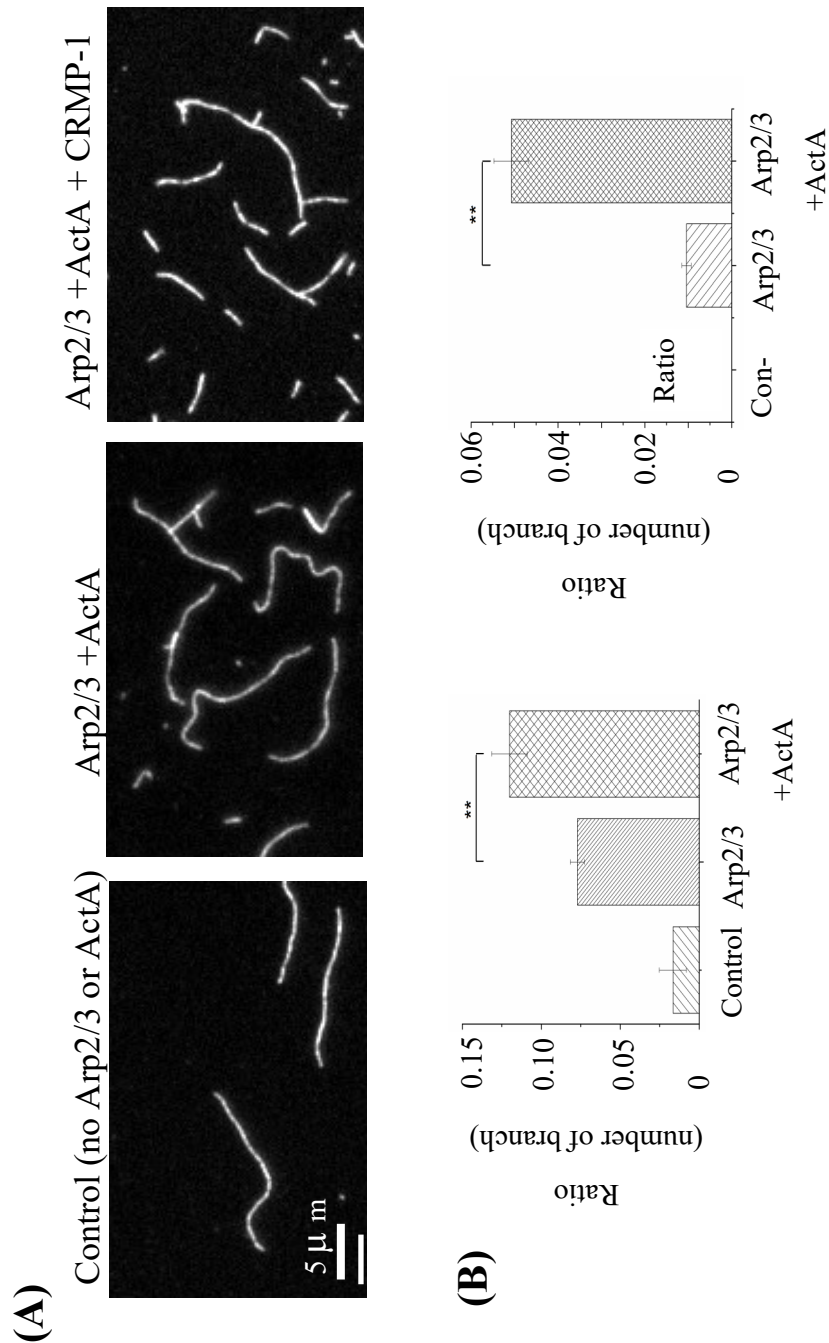 (A)
Control (no Arp2/3 or ActA)
Arp2/3 +ActA
Arp2/3 +ActA + CRMP-1
5 μ m
(B)
Ratio
(number of branch)
0.15
0.10
0.05
0
**
Control
Arp2/3
Arp2/3
+ActA
Ratio
(number of branch)
0.06
0.04
0.02
0
**
Ratio
Con-
Arp2/3
Arp2/3
+ActA